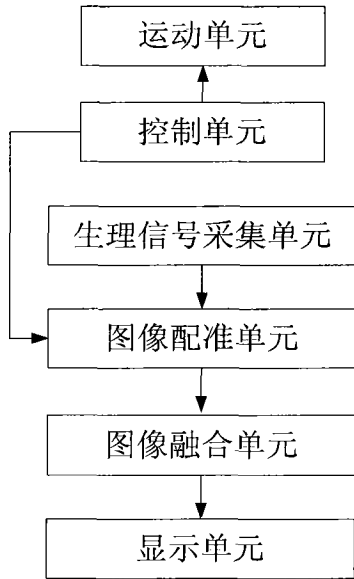 运动单元
控制单元
生理信号采集单元
图像配准单元
图像融合单元
显示单元